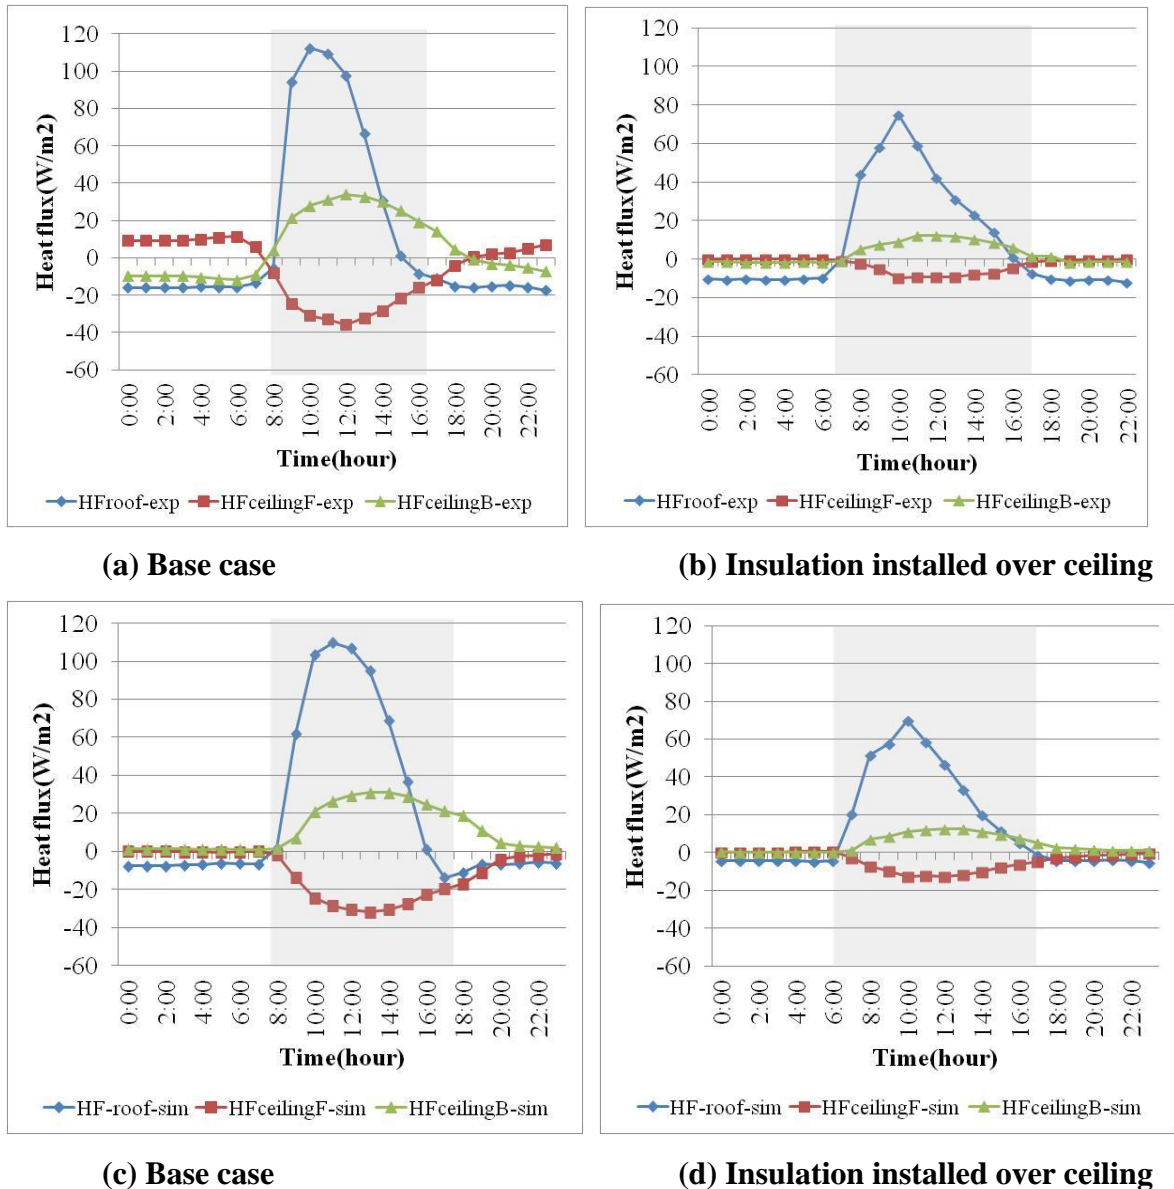 120
100
80
60
40
20
0
-20
-40
-60
Heat flux(W/m2)
0:00 2:00 4:00 6:00 8:00 10:00 12:00 14:00 16:00 18:00 20:00 22:00
Time(hour)
HFroof-exp HFceilingF-exp HFceilingB-exp
(a) Base case
120
100
80
60
40
20
0
-20
-40
-60
Heat flux(W/m2)
0:00 2:00 4:00 6:00 8:00 10:00 12:00 14:00 16:00 18:00 20:00 22:00
Time(hour)
HFroof-exp HFceilingF-exp HFceilingB-exp
(b) Insulation installed over ceiling
120
100
80
60
40
20
0
-20
-40
-60
Heat flux(W/m2)
0:00 2:00 4:00 6:00 8:00 10:00 12:00 14:00 16:00 18:00 20:00 22:00
Time(hour)
HF-roof-sim HFceilingF-sim HFceilingB-sim
(c) Base case
120
100
80
60
40
20
0
-20
-40
-60
Heat flux(W/m2)
0:00 2:00 4:00 6:00 8:00 10:00 12:00 14:00 16:00 18:00 20:00 22:00
Time(hour)
HF-roof-sim HFceilingF-sim HFceilingB-sim
(d) Insulation installed over ceiling